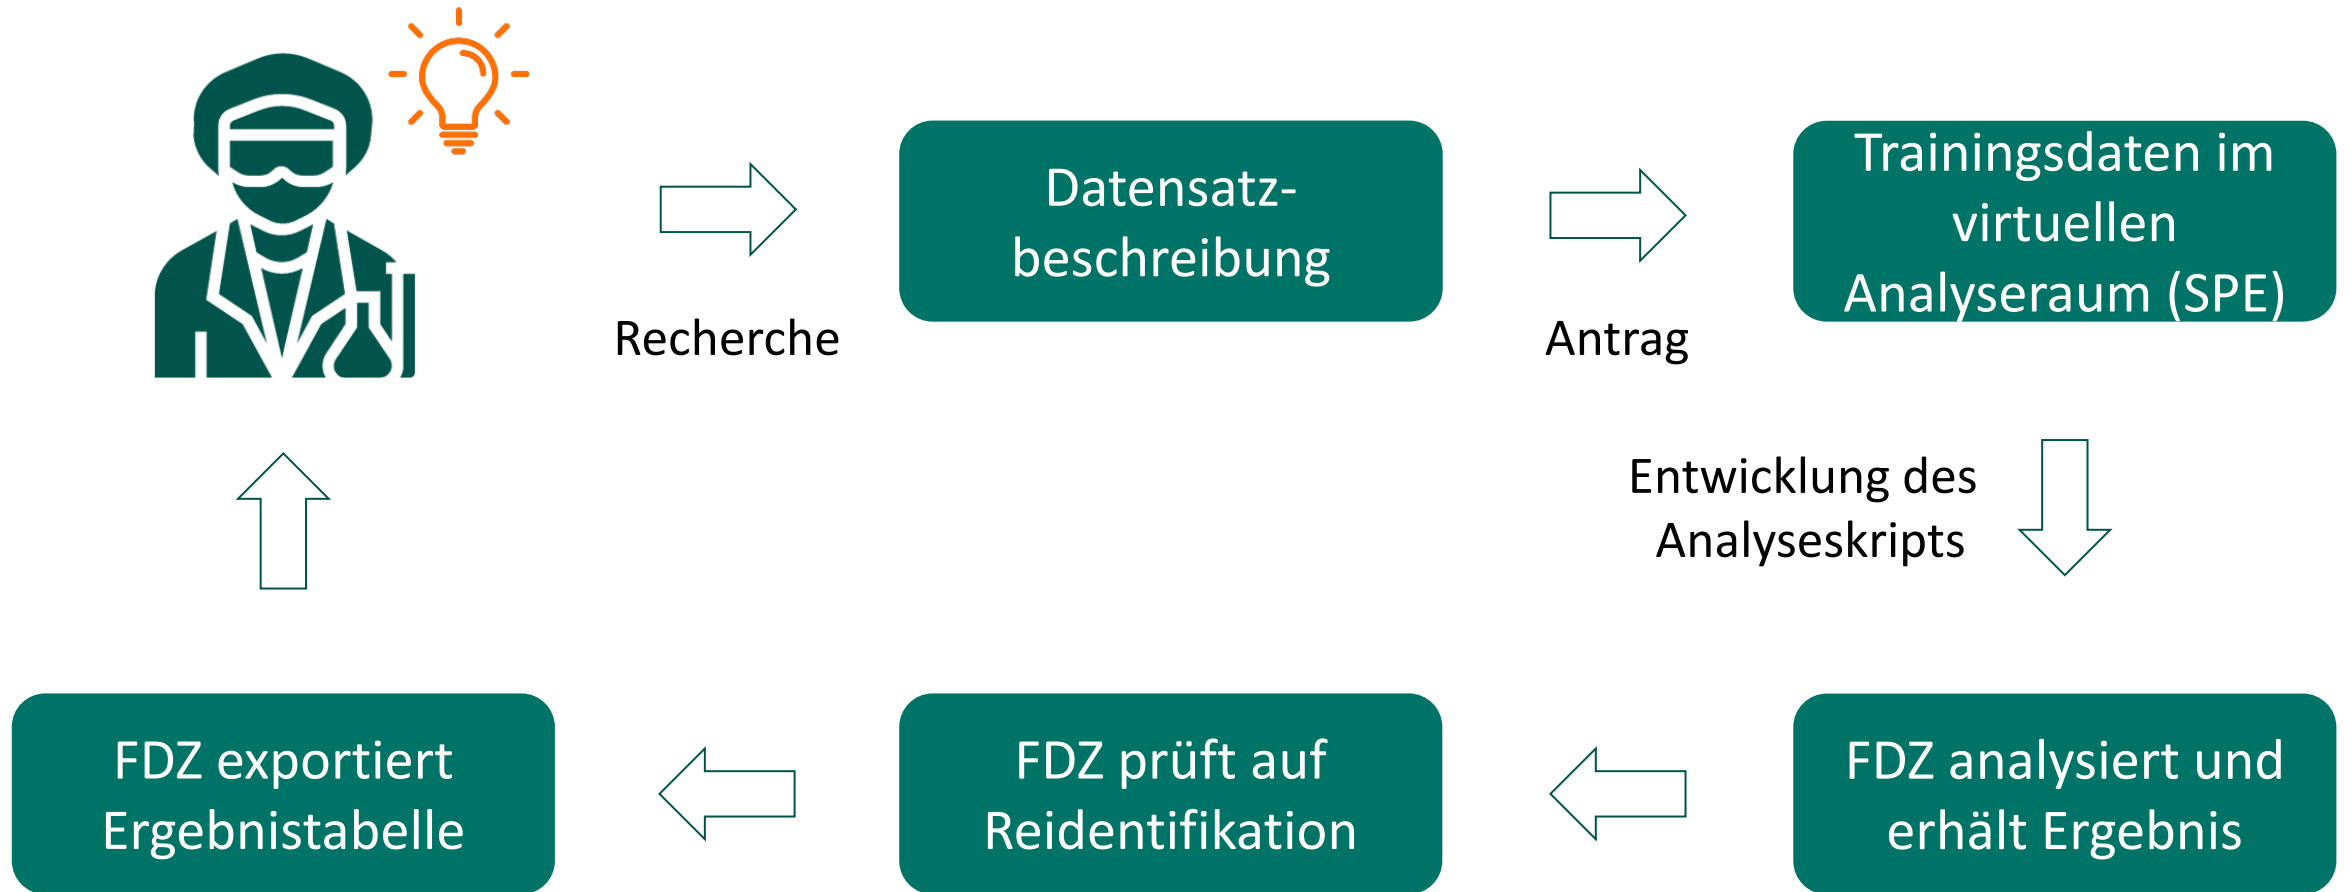 Datensatz-
beschreibung
Trainingsdaten im
virtuellen
Analyseraum (SPE)
Recherche
Antrag
Entwicklung des
Analyseskripts
FDZ exportiert
Ergebnistabelle
FDZ prüft auf
Reidentifikation
FDZ analysiert und
erhält Ergebnis